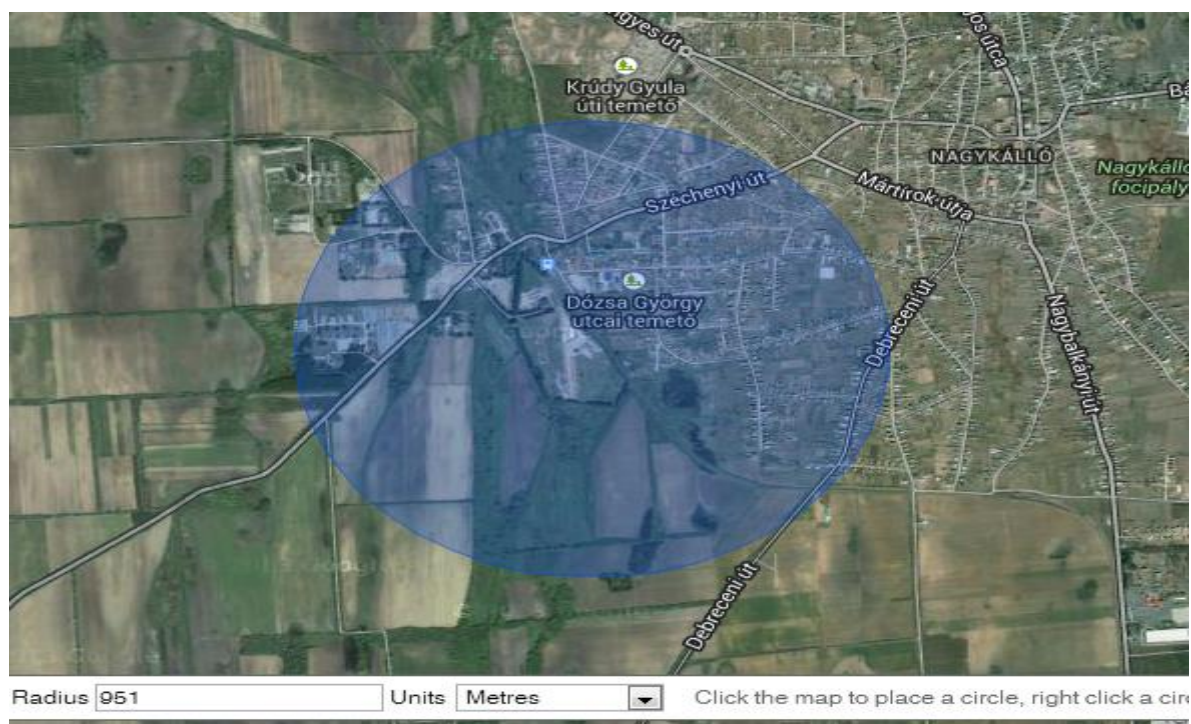 Krúdy Gyula
úti temető
NAGYKÁLLÓ
Széchenyi út
Mártírok útja
Dózsa György
utcai temető
Debreceni út
Nagybalkányi út
Debreceni út
Radius 951 Units Metres Click the map to place a circle, right click a